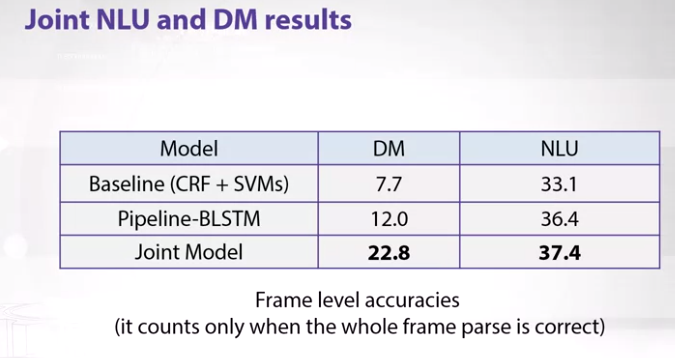 Joint NLU and DM results
Model DM NLU
Baseline (CRF + SVMs) 7.7 33.1
Pipeline-BLSTM 12.0 36.4
Joint Model 22.8 37.4
Frame level accuracies
(it counts only when the whole frame parse is correct)